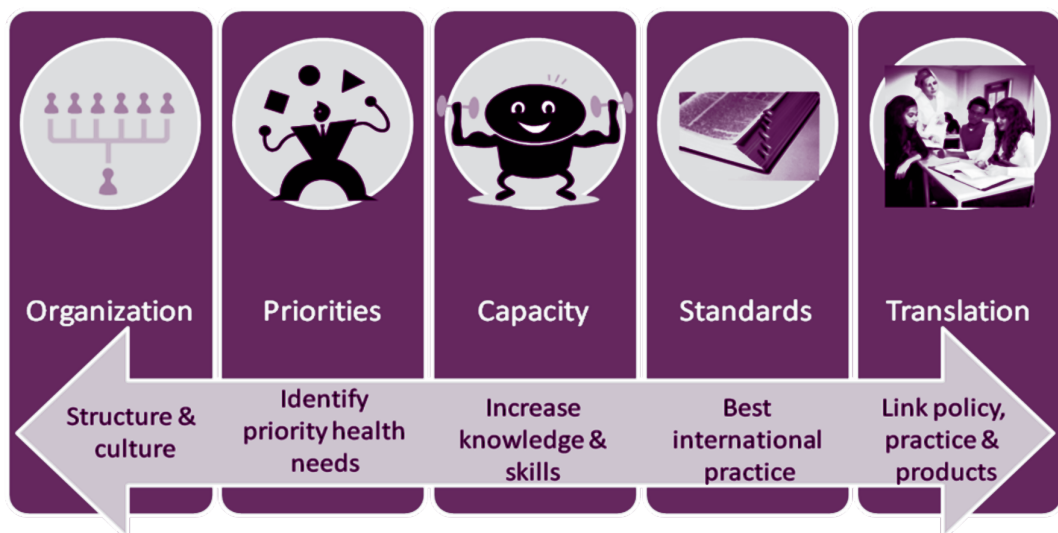 Organization
Priorities
Capacity
Standards
Translation
Structure &
culture
Identify
priority health
needs
Increase
knowledge &
skills
Best
international
practice
Link policy,
practice &
products